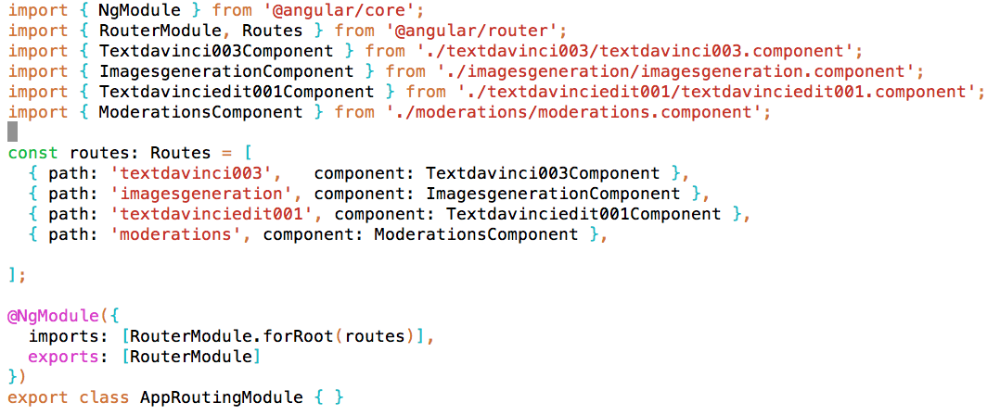 import { NgModule } from '@angular/core';
import { RouterModule, Routes } from '@angular/router';
import { Textdavinci003Component } from './textdavinci003/textdavinci003.component';
import { ImagesgenerationComponent } from './imagesgeneration/imagesgeneration.component';
import { Textdavinciedit001Component } from './textdavinciedit001/textdavinciedit001.component';
import { ModerationsComponent } from './moderations/moderations.component';

const routes: Routes = [
  { path: 'textdavinci003',   component: Textdavinci003Component },
  { path: 'imagesgeneration', component: ImagesgenerationComponent },
  { path: 'textdavinciedit001', component: Textdavinciedit001Component },
  { path: 'moderations', component: ModerationsComponent },

];

@NgModule({
  imports: [RouterModule.forRoot(routes)],
  exports: [RouterModule]
})
export class AppRoutingModule { }